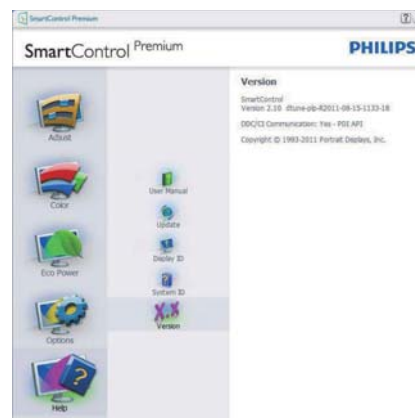 SmartControl Premium
?
SmartControl Premium
PHILIPS
Adjust
Color
Eco Power
Options
Help
User Manual
Update
Display ID
System ID
X.X
Version
Version
SmartControl
DDC/CI Communication: Yes - PDI API
Copyright © 1993-2011 Portrait Displays, Inc.